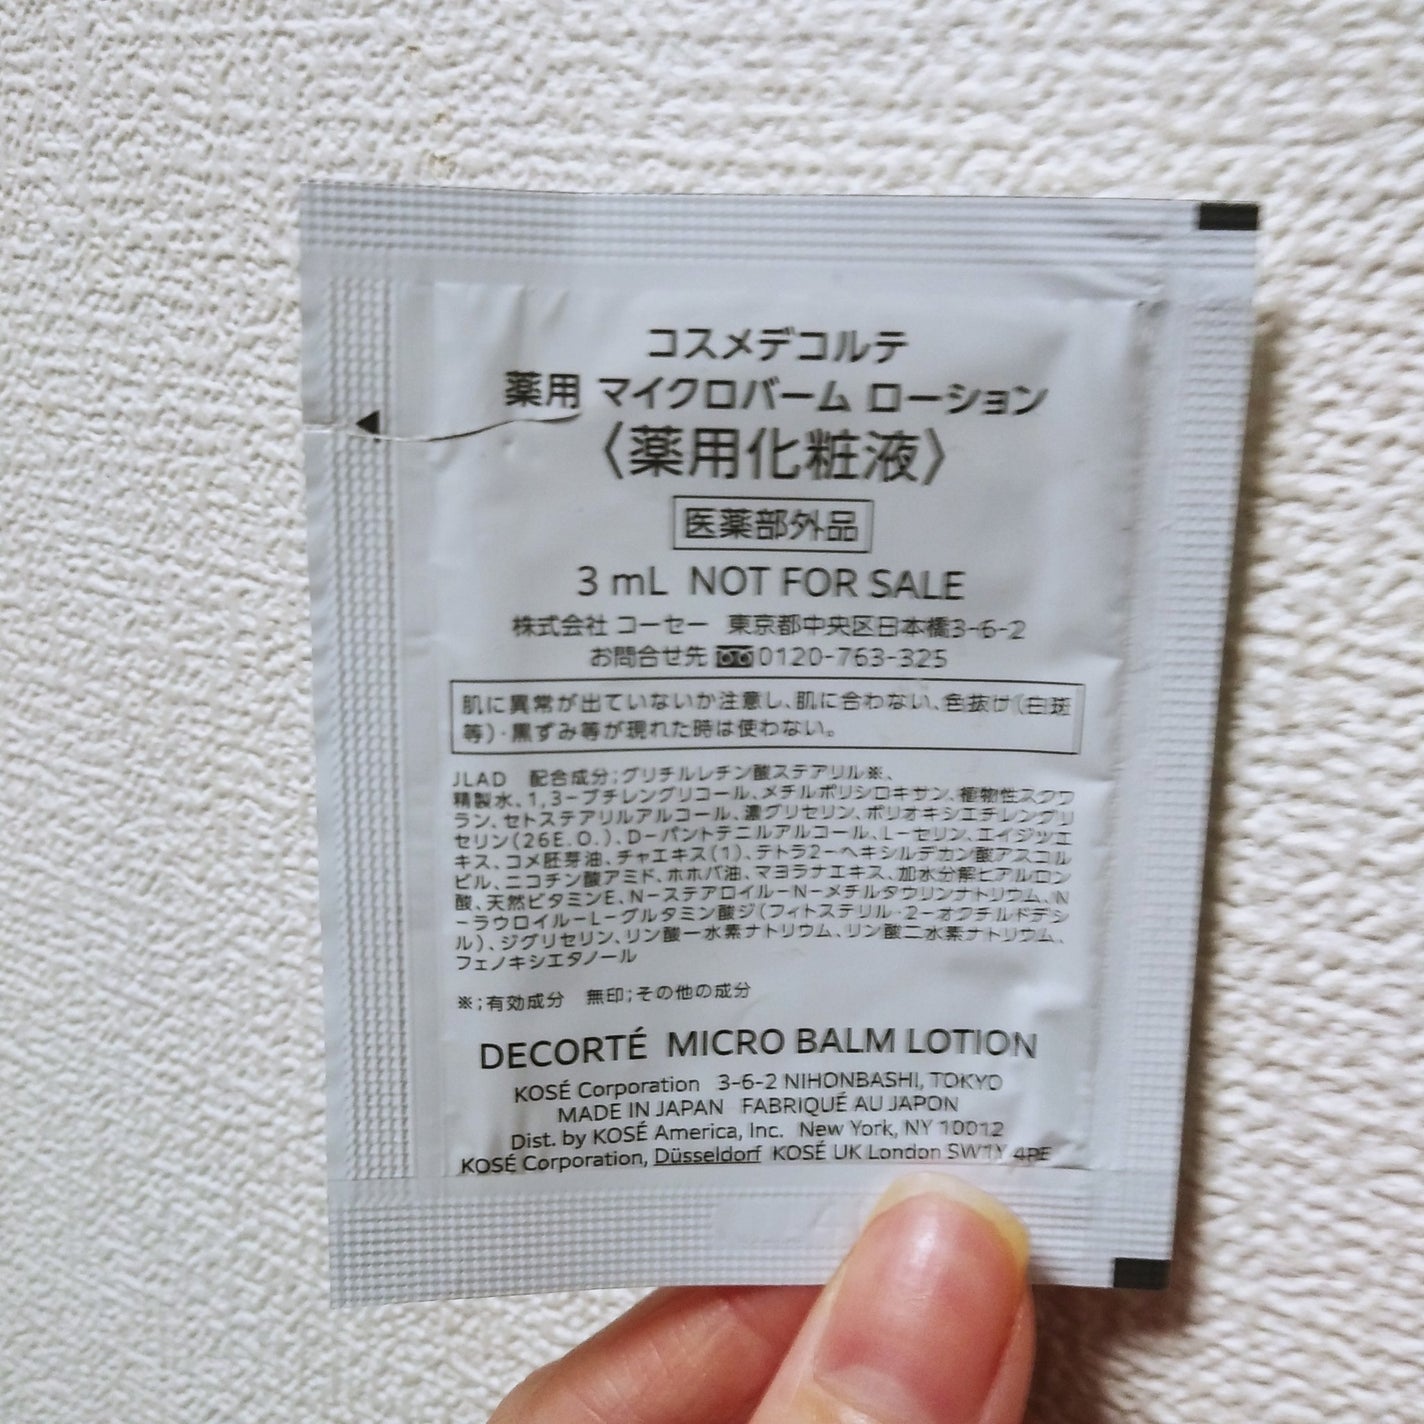 コスメデコルテ
薬用 マイクロバーム ローション
〈薬用化粧液〉
医薬部外品
3 mL NOT FOR SALE
株式会社 コーセー 東京都中央区日本橋3-6-2
お問合せ先 0120-763-325
肌に異常が出ていないか注意し、肌に合わない、色抜け(白斑
等)・黒ずみ等が現れた時は使わない。
JLAD 配合成分;グリチルレチン酸ステアリル※、
精製水、1,3-ブチレングリコール、メチルポリシロキサン、植物性スクワ
ラン、セトステアリルアルコール、濃グリセリン、ポリオキシエチレングリ
セリン(26E.O.)、D-パントテニルアルコール、L-セリン、エイジツエ
キス、コメ胚芽油、チャエキス(1)、テトラ2-ヘキシルデカン酸アスコル
ビル、ニコチン酸アミド、ホホバ油、マヨラナエキス、加水分解ヒアルロン
酸、天然ビタミンE、N-ステアロイル-N-メチルタウリンナトリウム、N
-ラウロイル-L-グルタミン酸ジ(フィトステリル・2-オクチルドデシ
ル)、ジグリセリン、リン酸一水素ナトリウム、リン酸二水素ナトリウム、
フェノキシエタノール
※;有効成分 無印;その他の成分
DECORTÉ MICRO BALM LOTION
KOSÉ Corporation 3-6-2 NIHONBASHI, TOKYO
MADE IN JAPAN FABRIQUÉ AU JAPON
Dist. by KOSÉ America, Inc. New York, NY 10012
KOSÉ Corporation, Düsseldorf KOSÉ UK London SW1Y 4PE